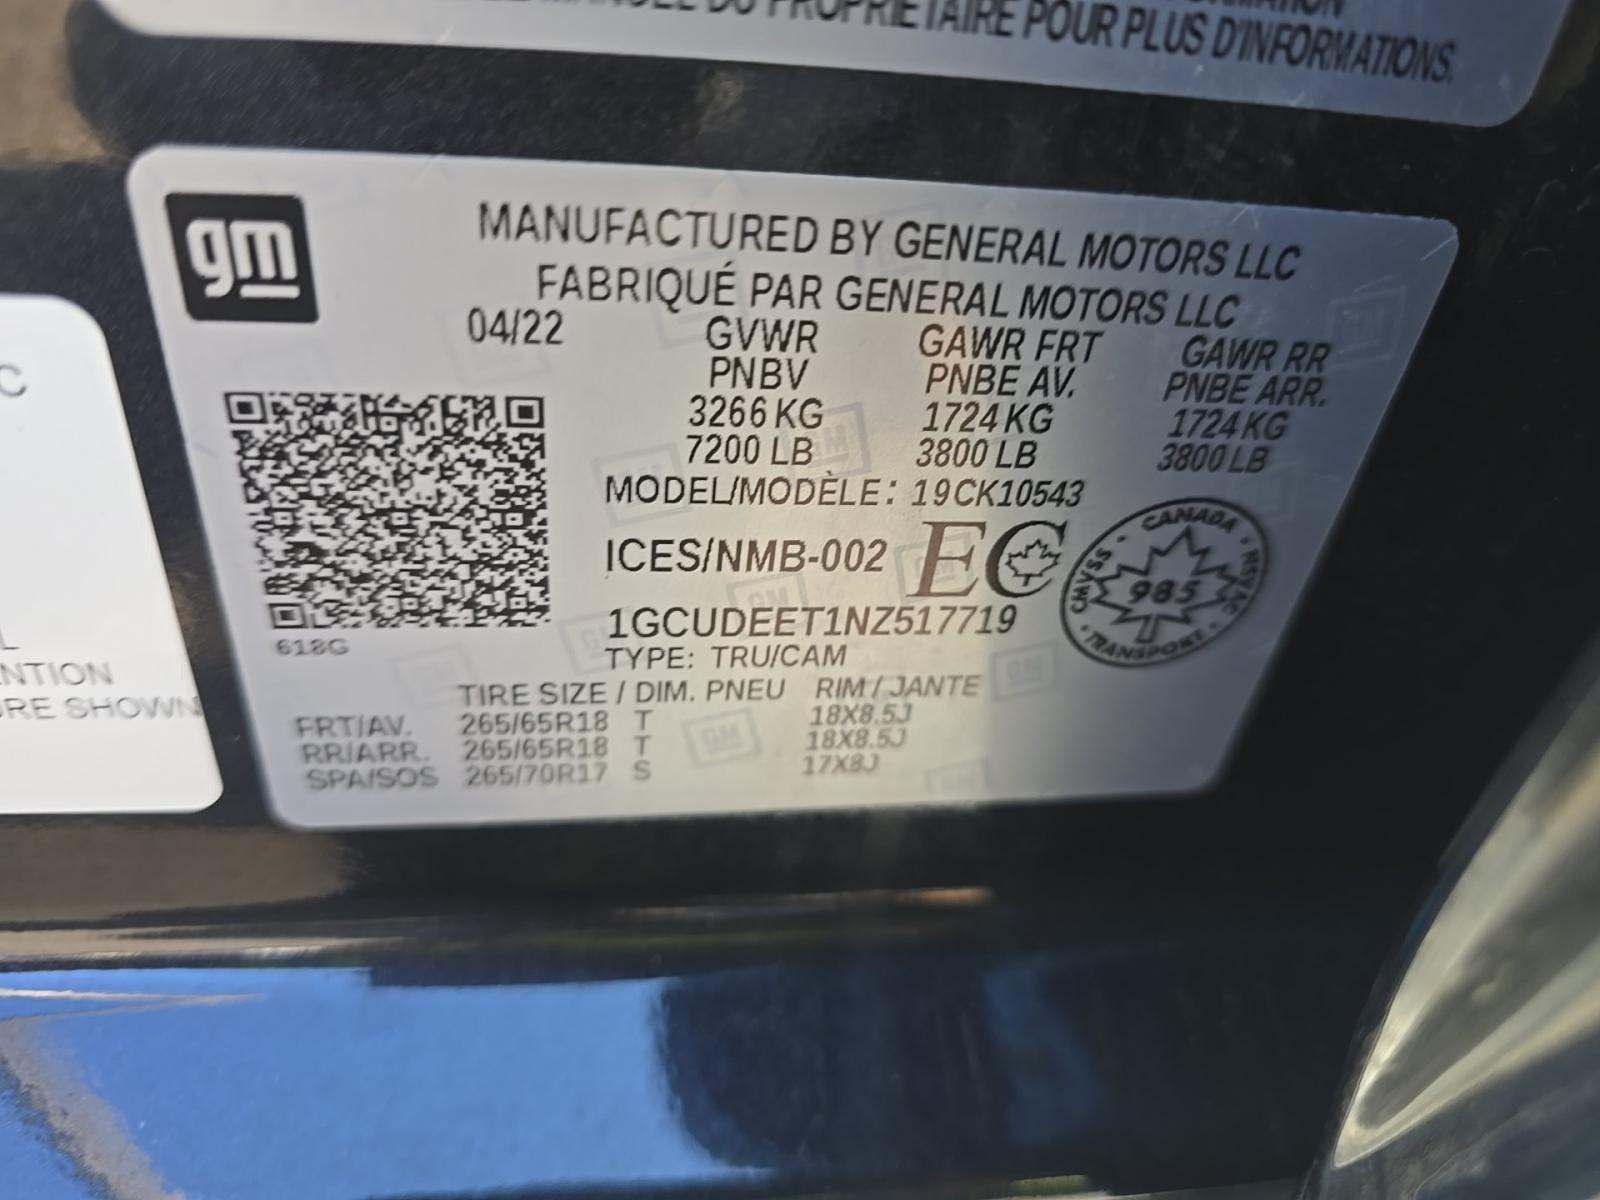 MANUEL DU PROPRIÉTAIRE POUR PLUS D'INFORMATIONS.
gm
MANUFACTURED BY GENERAL MOTORS LLC
FABRIQUÉ PAR GENERAL MOTORS LLC
04/22 GVWR GAWR FRT GAWR RR
PNBV PNBE AV. PNBE ARR.
3266 KG 1724 KG 1724 KG
7200 LB 3800 LB 3800 LB
MODEL/MODÈLE: 19CK10543
ICES/NMB-002 EC
CANADA · MVSAC · TRANSPORT · CMVSS
985
1GCUDEET1NZ517719
618G
TYPE: TRU/CAM
TIRE SIZE / DIM. PNEU RIM / JANTE
FRT/AV. 265/65R18 T 18X8.5J
RR/ARR. 265/65R18 T 18X8.5J
SPA/SOS 265/70R17 S 17X8J
C
L
NTION
RE SHOWN